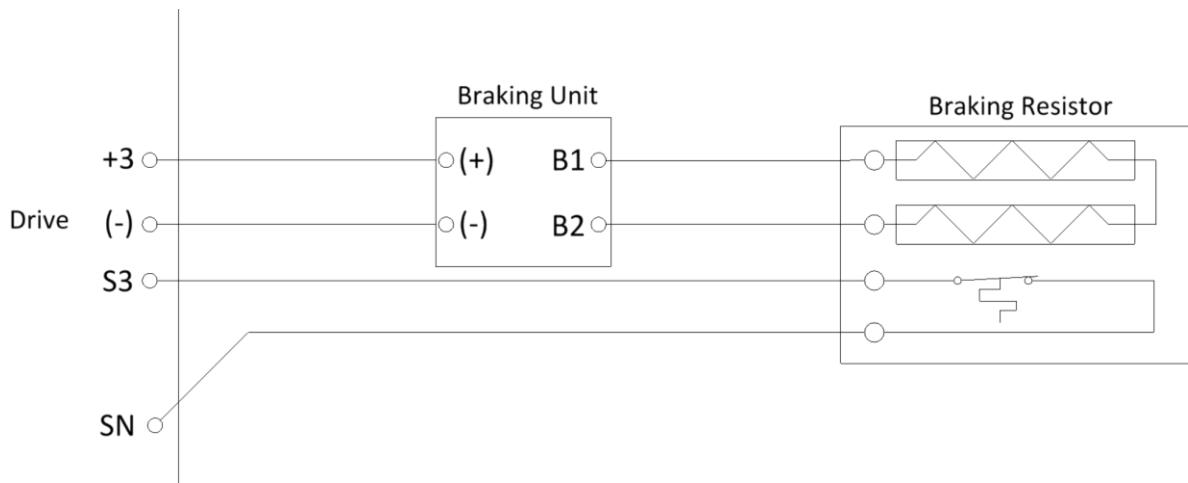 Braking Unit
Braking Resistor
+3
(+)
B1
Drive
(-)
(-)
B2
S3
SN